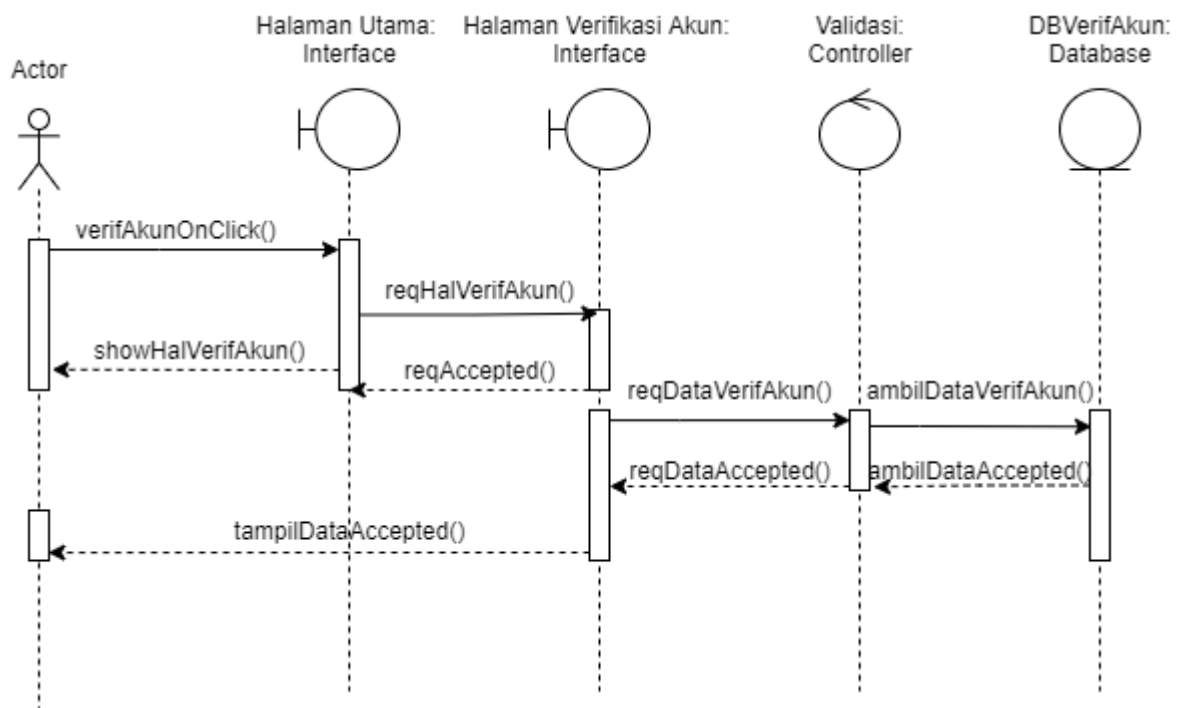 Halaman Utama:
Interface
Halaman Verifikasi Akun:
Interface
Validasi:
Controller
DBVerifAkun:
Database
Actor
verifAkunOnClick()
reqHalVerifAkun()
showHalVerifAkun()
reqAccepted()
reqDataVerifAkun()
ambilDataVerifAkun()
reqDataAccepted()
ambilDataAccepted()
tampilDataAccepted()